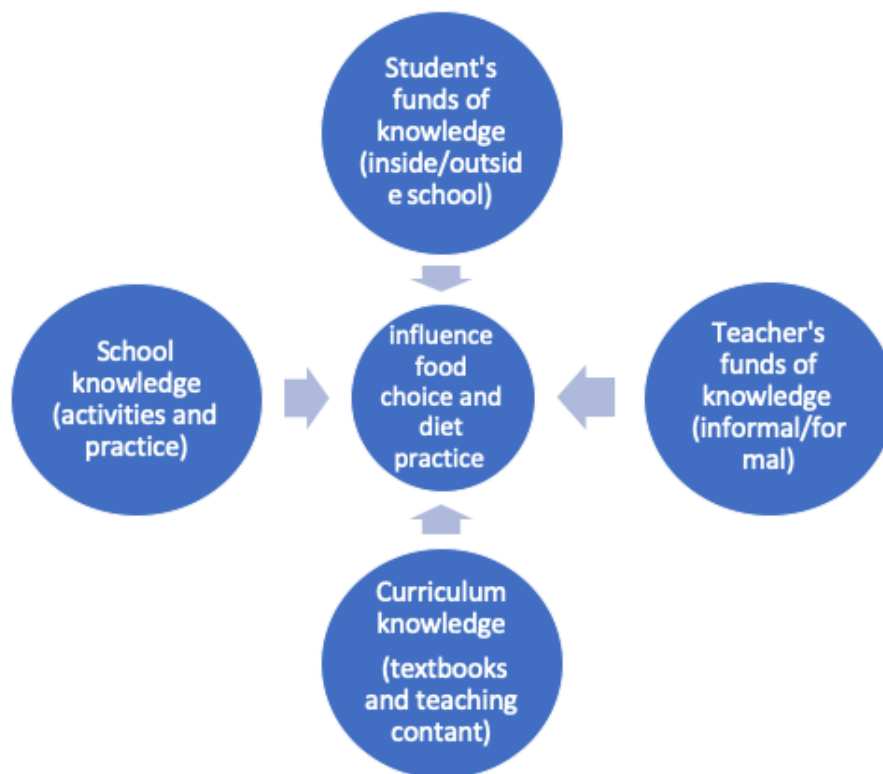 Student's
funds of
knowledge
(inside/outsid
e school)
School
knowledge
(activities and
practice)
influence
food
choice and
diet
practice
Teacher's
funds of
knowledge
(informal/for
mal)
Curriculum
knowledge
(textbooks
and teaching
contant)